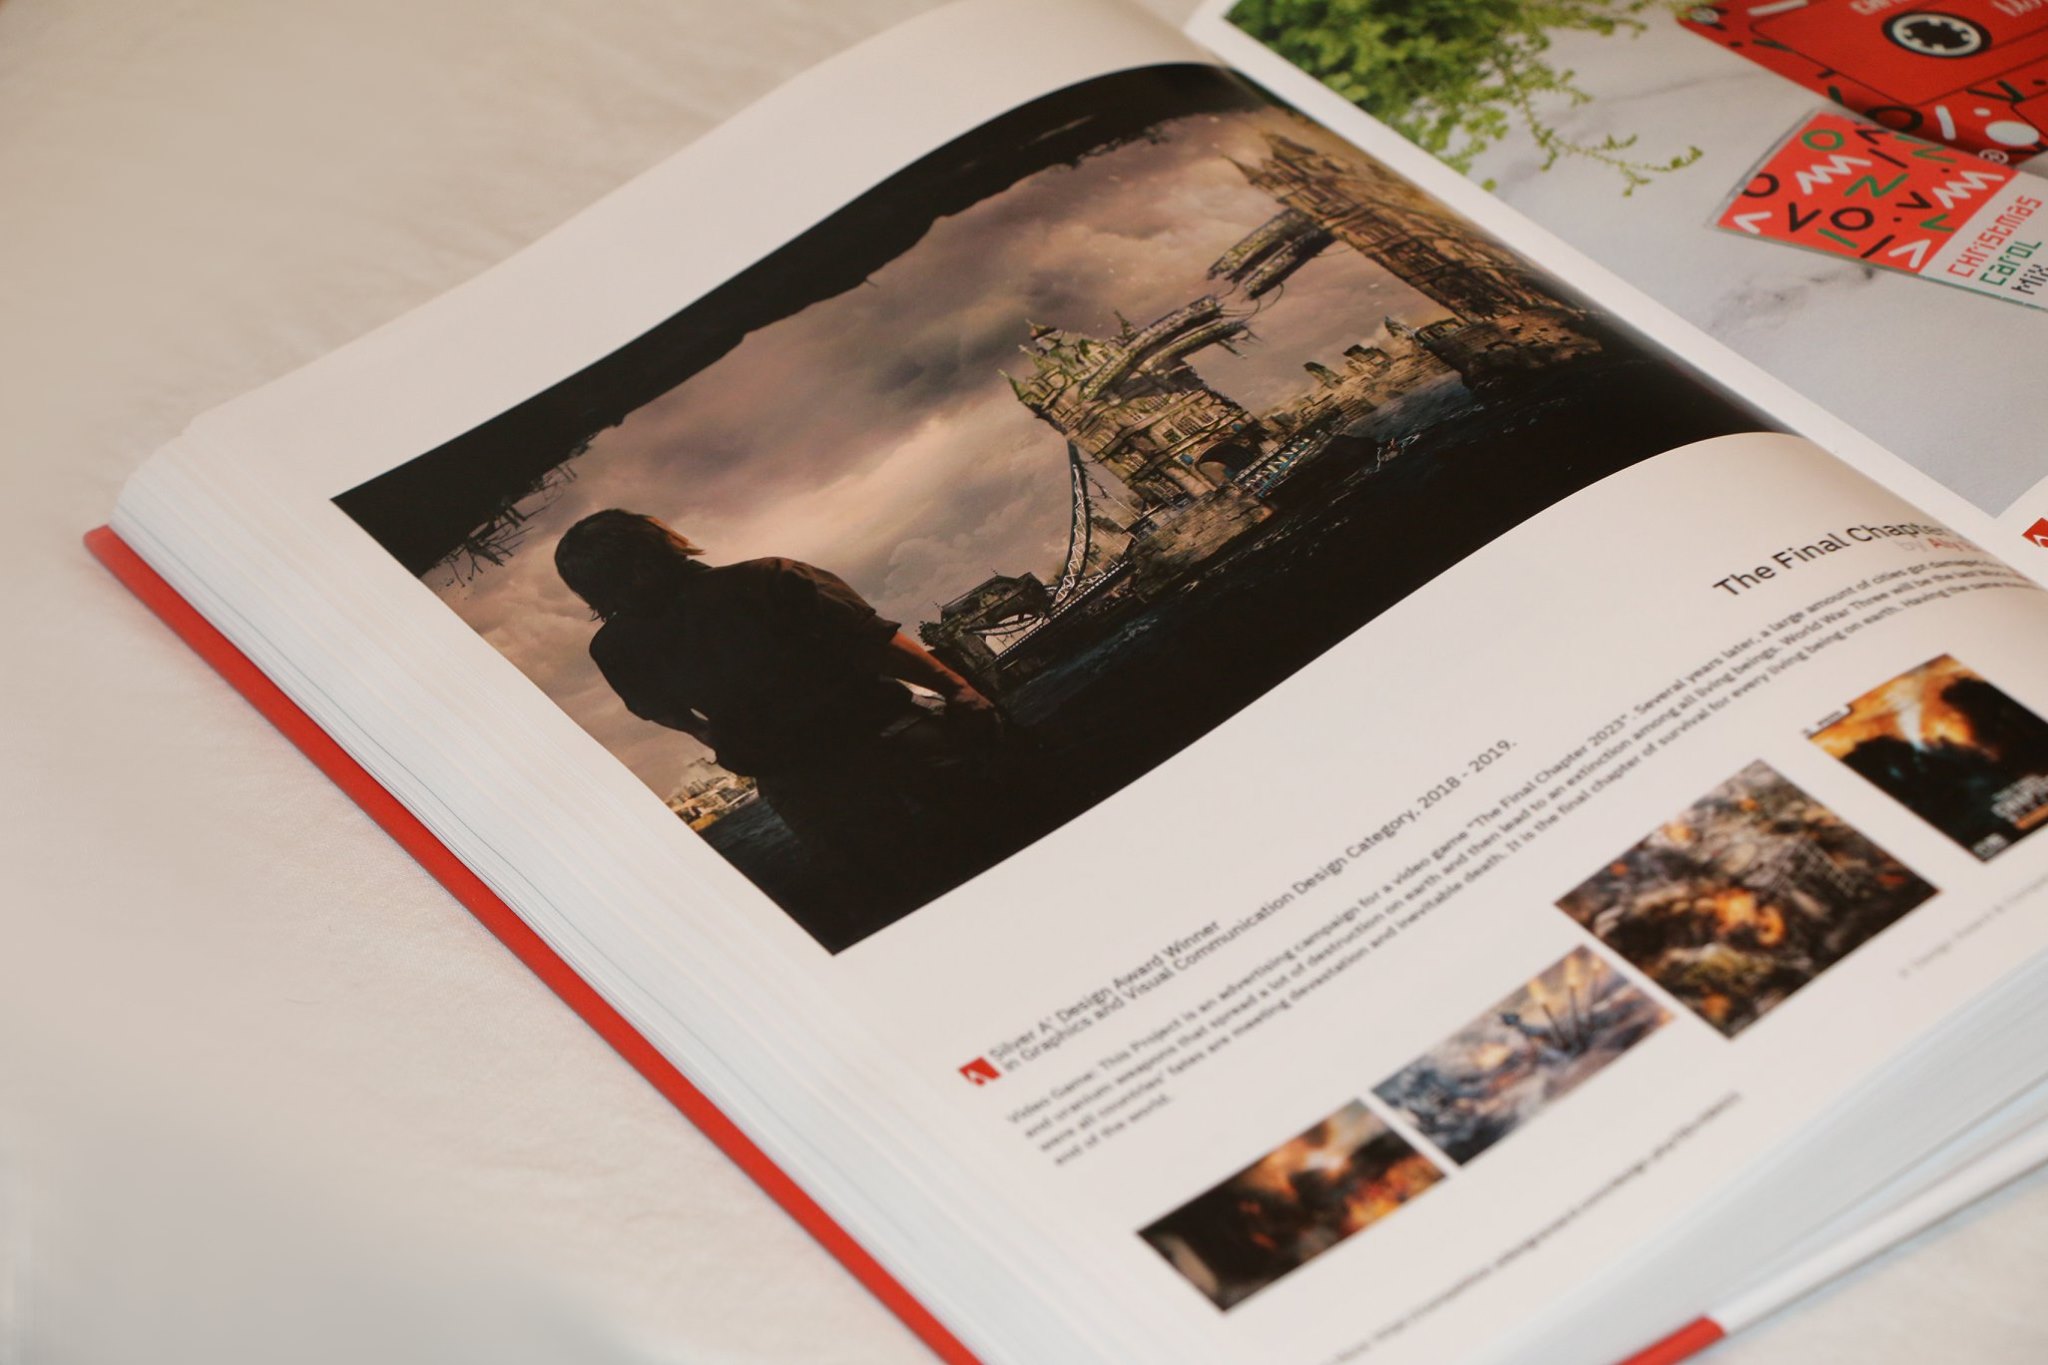 The Final Chapter
by
Silver A' Design Award Winner
in Graphics and Visual Communication Design Category, 2018 - 2019.
Video Game: This Project is an advertising campaign for a video game "The Final Chapter 2023". Several years later, a large amount of cities got
and uranium weapons that spread a lot of destruction on earth and then lead to an extinction among all living beings. World War Three will be the last
were all countries' fates are meeting devastation and inevitable death. It is the final chapter of survival for every living being on earth. Having the same
end of the world.
CHRISTMAS
CAROL
MIX